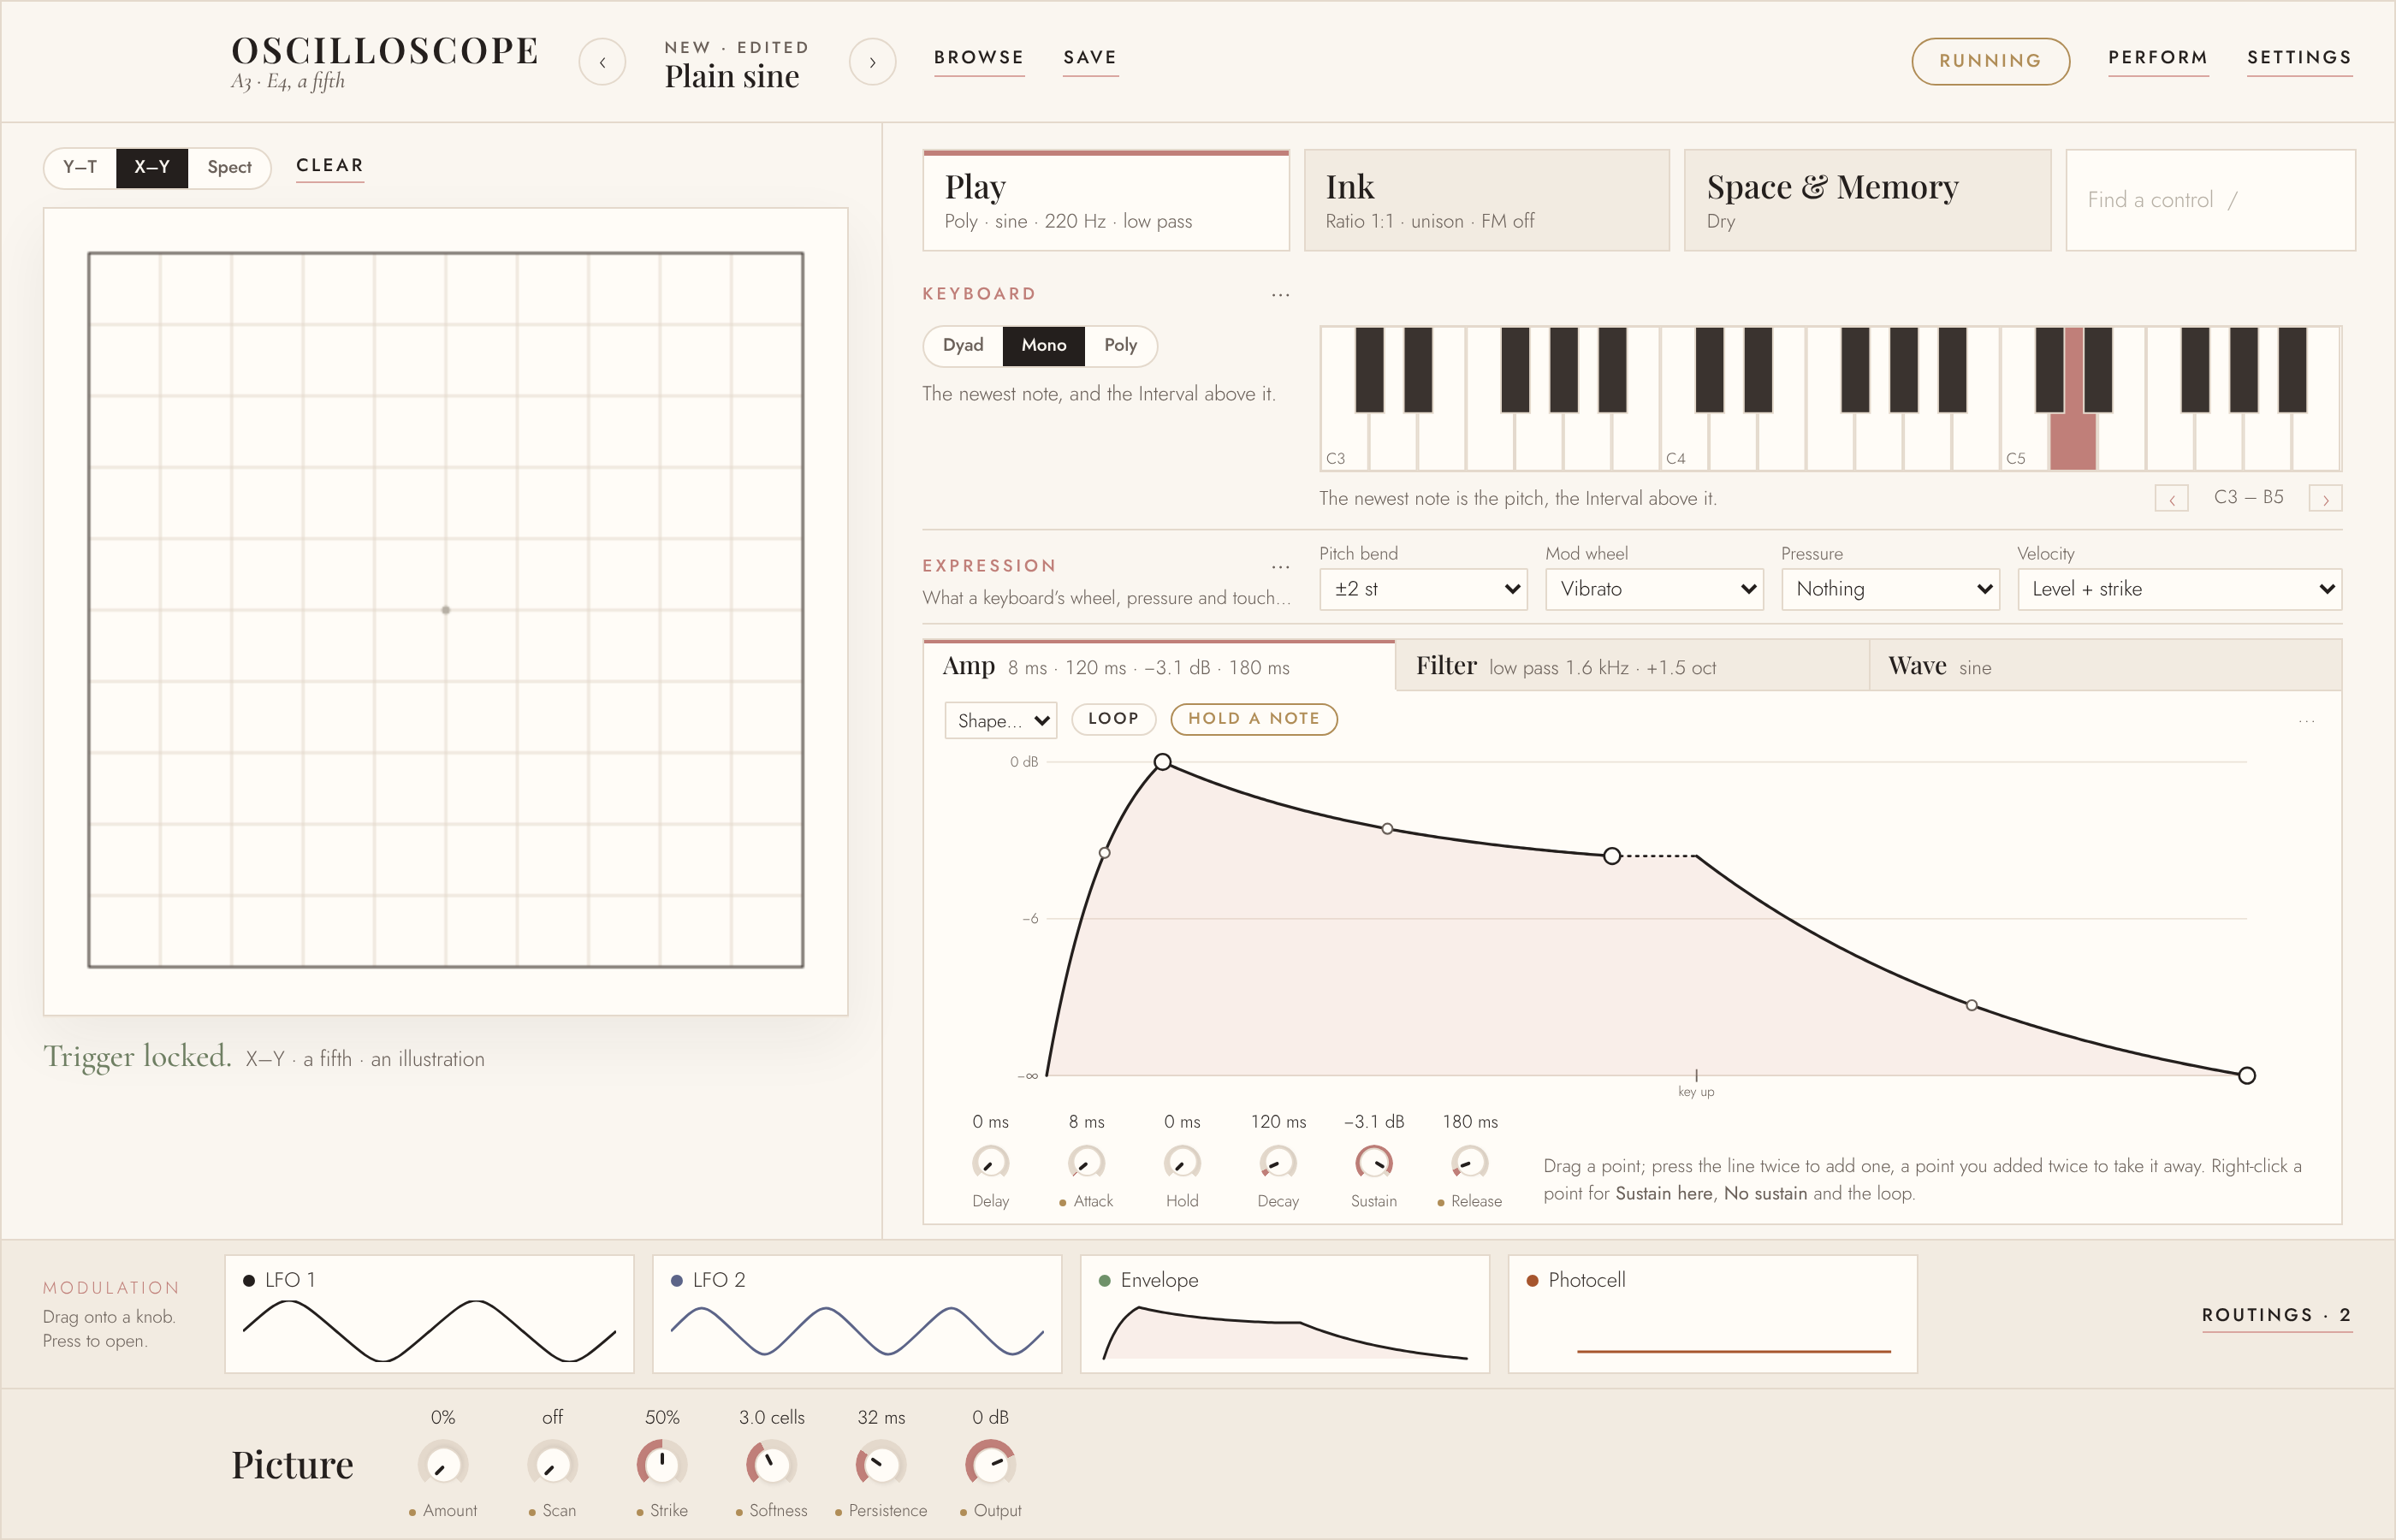 OSCILLOSCOPE
A3 · E4, a fifth
‹
NEW · EDITED
Plain sine
›
BROWSE
SAVE
RUNNING
PERFORM
SETTINGS
Y–T
X–Y
Spect
CLEAR
Trigger locked. X–Y · a fifth · an illustration
Play
Poly · sine · 220 Hz · low pass
Ink
Ratio 1:1 · unison · FM off
Space & Memory
Dry
Find a control /
KEYBOARD
...
Dyad
Mono
Poly
The newest note, and the Interval above it.
C3
C4
C5
The newest note is the pitch, the Interval above it.
‹
C3 – B5
›
EXPRESSION
...
What a keyboard's wheel, pressure and touch...
Pitch bend
±2 st
Mod wheel
Vibrato
Pressure
Nothing
Velocity
Level + strike
Amp 8 ms · 120 ms · −3.1 dB · 180 ms
Filter low pass 1.6 kHz · +1.5 oct
Wave sine
Shape...
LOOP
HOLD A NOTE
...
0 dB
−6
−∞
key up
0 ms
8 ms
0 ms
120 ms
−3.1 dB
180 ms
Delay
Attack
Hold
Decay
Sustain
Release
Drag a point; press the line twice to add one, a point you added twice to take it away. Right-click a
point for Sustain here, No sustain and the loop.
MODULATION
Drag onto a knob.
Press to open.
LFO 1
LFO 2
Envelope
Photocell
ROUTINGS · 2
Picture
0%
off
50%
3.0 cells
32 ms
0 dB
Amount
Scan
Strike
Softness
Persistence
Output